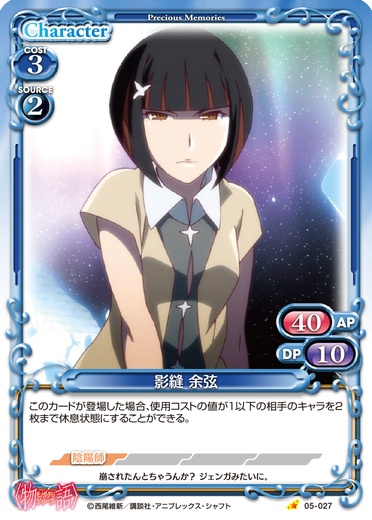 Precious Memories
Character
COST
3
SOURCE
2
40 AP
DP 10
影縫 余弦
このカードが登場した場合、使用コストの値が1以下の相手のキャラを2
枚まで休息状態にすることができる。
陰陽師
崩されたんとちゃうんか? ジェンガみたいに。
物語
©西尾維新/講談社・アニプレックス・シャフト
05-027